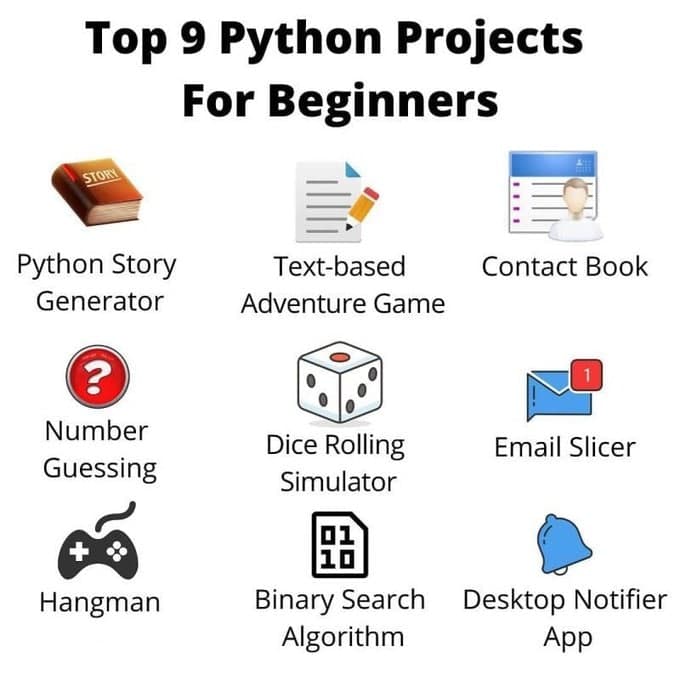 Top 9 Python Projects
For Beginners
STORY
Python Story
Generator
Text-based
Adventure Game
Contact Book
?
1
Number
Guessing
Dice Rolling
Simulator
Email Slicer
01
10
Hangman
Binary Search
Algorithm
Desktop Notifier
App